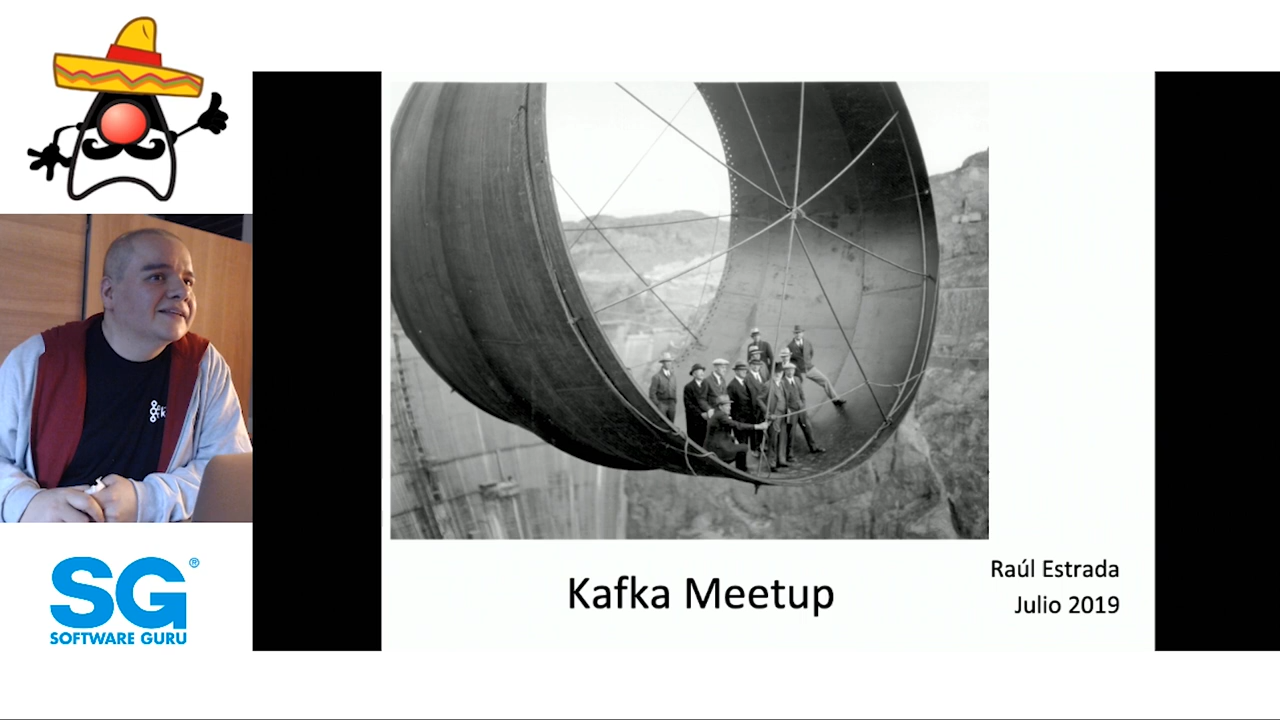 SG®
SOFTWARE GURU
Kafka Meetup
Raúl Estrada
Julio 2019